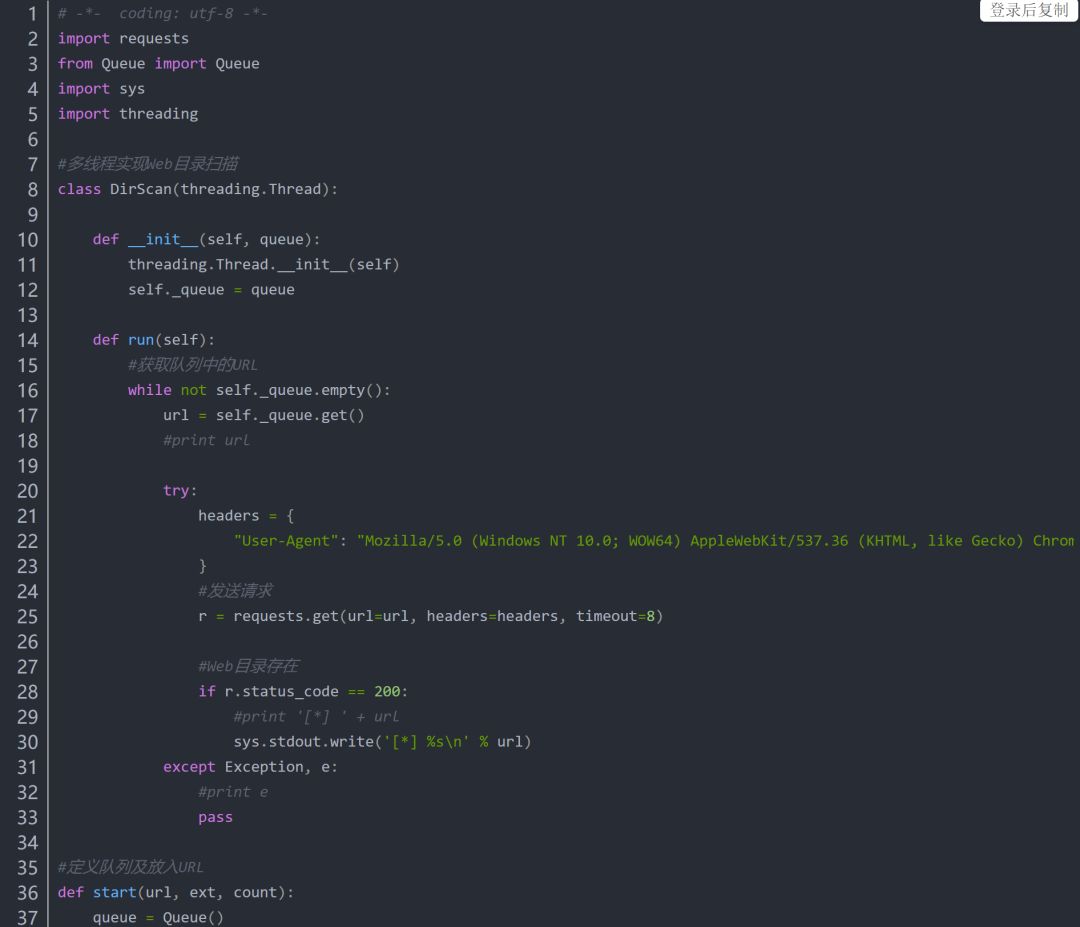 登录后复制
1 # -*-  coding: utf-8 -*-
2 import requests
3 from Queue import Queue
4 import sys
5 import threading
6
7 #多线程实现Web目录扫描
8 class DirScan(threading.Thread):
9
10     def __init__(self, queue):
11         threading.Thread.__init__(self)
12         self._queue = queue
13
14     def run(self):
15         #获取队列中的URL
16         while not self._queue.empty():
17             url = self._queue.get()
18             #print url
19
20             try:
21                 headers = {
22                     "User-Agent": "Mozilla/5.0 (Windows NT 10.0; WOW64) AppleWebKit/537.36 (KHTML, like Gecko) Chrom
23                 }
24                 #发送请求
25                 r = requests.get(url=url, headers=headers, timeout=8)
26
27                 #Web目录存在
28                 if r.status_code == 200:
29                     #print '[*] ' + url
30                     sys.stdout.write('[*] %s\n' % url)
31             except Exception, e:
32                 #print e
33                 pass
34
35 #定义队列及放入URL
36 def start(url, ext, count):
37     queue = Queue()